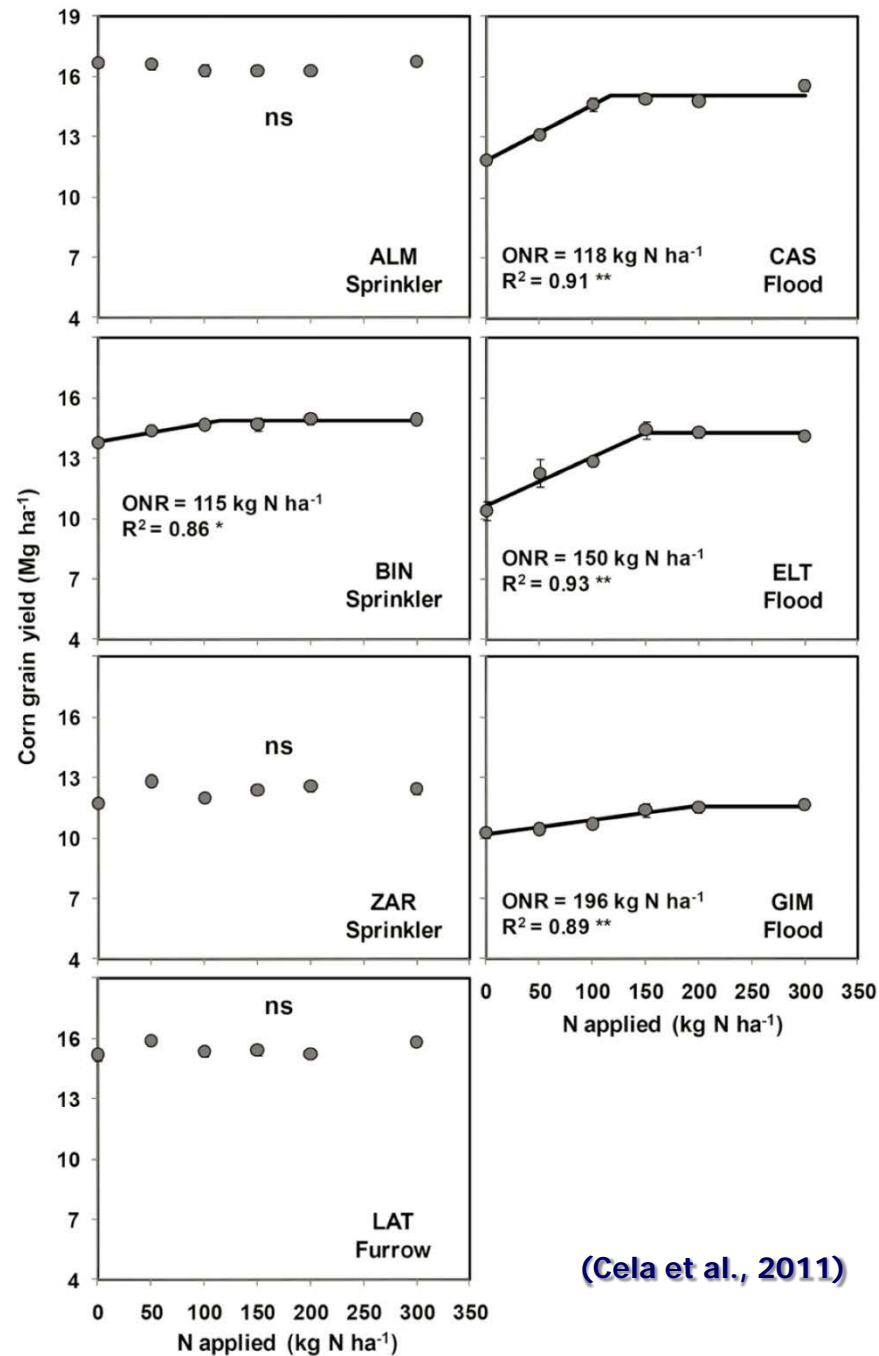 Corn grain yield (Mg ha-1)
19
16
13
10
7
4
ns
ALM
Sprinkler
ONR = 118 kg N ha-1
R2 = 0.91 **
CAS
Flood
16
13
10
7
4
ONR = 115 kg N ha-1
R2 = 0.86 *
BIN
Sprinkler
ONR = 150 kg N ha-1
R2 = 0.93 **
ELT
Flood
16
13
10
7
4
ns
ZAR
Sprinkler
ONR = 196 kg N ha-1
R2 = 0.89 **
GIM
Flood
0 50 100 150 200 250 300 350
N applied (kg N ha-1)
16
13
10
7
4
ns
LAT
Furrow
0 50 100 150 200 250 300 350
N applied (kg N ha-1)
(Cela et al., 2011)